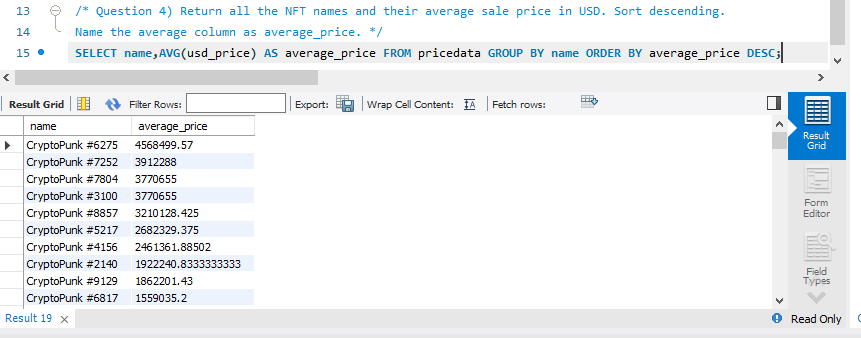 13 /* Question 4) Return all the NFT names and their average sale price in USD. Sort descending.
14 Name the average column as average_price. */
15 SELECT name,AVG(usd_price) AS average_price FROM pricedata GROUP BY name ORDER BY average_price DESC;
Result Grid Filter Rows: Export: Wrap Cell Content: Fetch rows:
name average_price
CryptoPunk #6275 4568499.57
CryptoPunk #7252 3912288
CryptoPunk #7804 3770655
CryptoPunk #3100 3770655
CryptoPunk #8857 3210128.425
CryptoPunk #5217 2682329.375
CryptoPunk #4156 2461361.88502
CryptoPunk #2140 1922240.8333333333
CryptoPunk #9129 1862201.43
CryptoPunk #6817 1559035.2
Result
Grid
Form
Editor
Field
Types
Result 19 Read Only